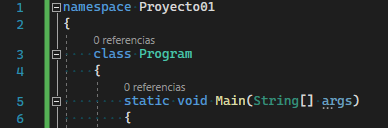 1 namespace Proyecto01
2 {
0 referencias
3 class Program
4 {
0 referencias
5 static void Main(String[] args)
6 {